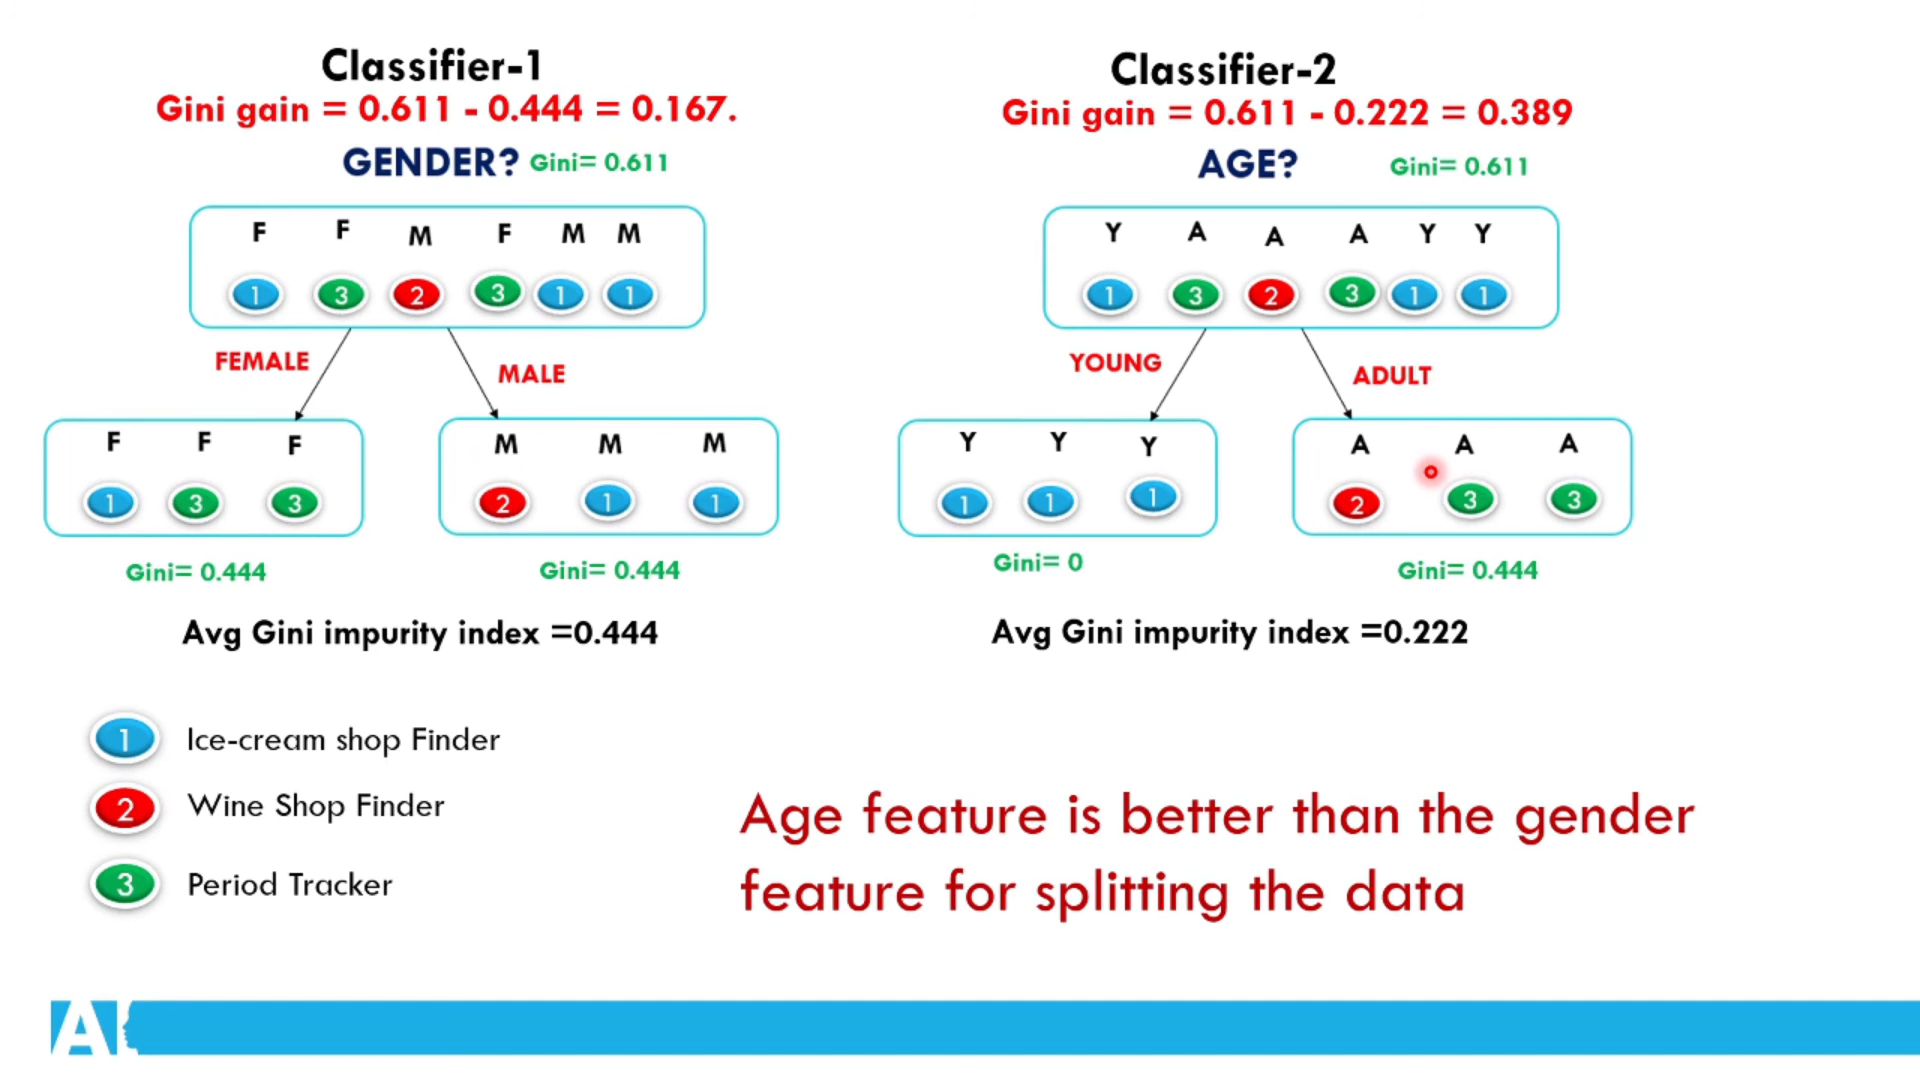 Classifier-1
Gini gain = 0.611 - 0.444 = 0.167.
GENDER? Gini= 0.611
F F M F M M
1 3 2 3 1 1
FEMALE
MALE
F F F
1 3 3
Gini= 0.444
M M M
2 1 1
Gini= 0.444
Avg Gini impurity index =0.444
Classifier-2
Gini gain = 0.611 - 0.222 = 0.389
AGE? Gini= 0.611
Y A A A Y Y
1 3 2 3 1 1
YOUNG
ADULT
Y Y Y
1 1 1
Gini= 0
A A A
2 3 3
Gini= 0.444
Avg Gini impurity index =0.222
1 Ice-cream shop Finder
2 Wine Shop Finder
3 Period Tracker
Age feature is better than the gender
feature for splitting the data
AI